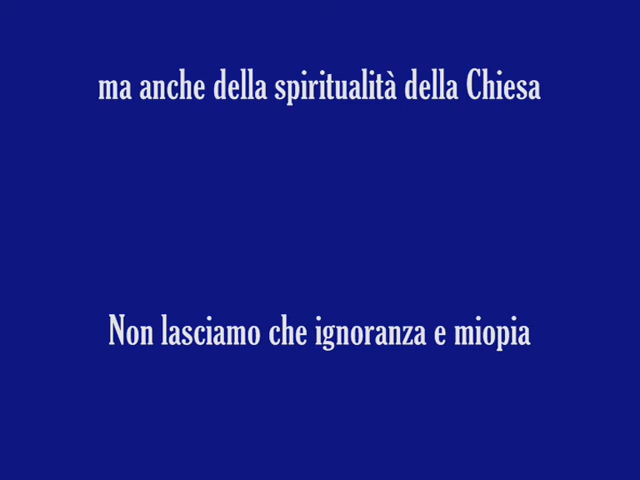 ma anche della spiritualità della Chiesa
Non lasciamo che ignoranza e miopia